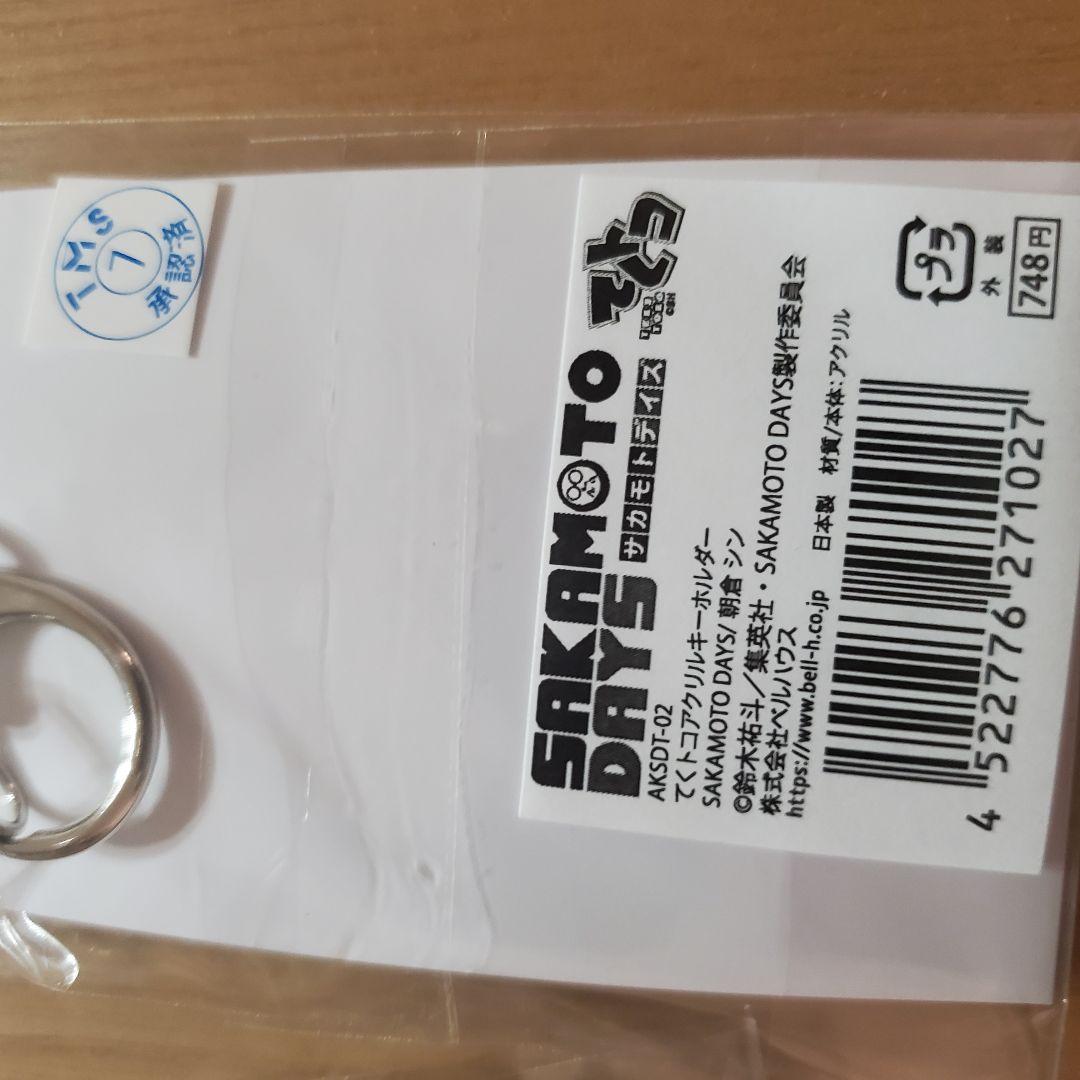 TMS
7
承認済
SAKAMOTO
DAYS サカモトデイズ
てくトコ
AKSDT-02
てくトコアクリルキーホルダー
SAKAMOTO DAYS/ 朝倉 シン
©鈴木祐斗／集英社・SAKAMOTO DAYS製作委員会
株式会社ベルハウス
https://www.bell-h.co.jp 日本製 材質/本体:アクリル
プラ
外装
748円
4 522776 271027